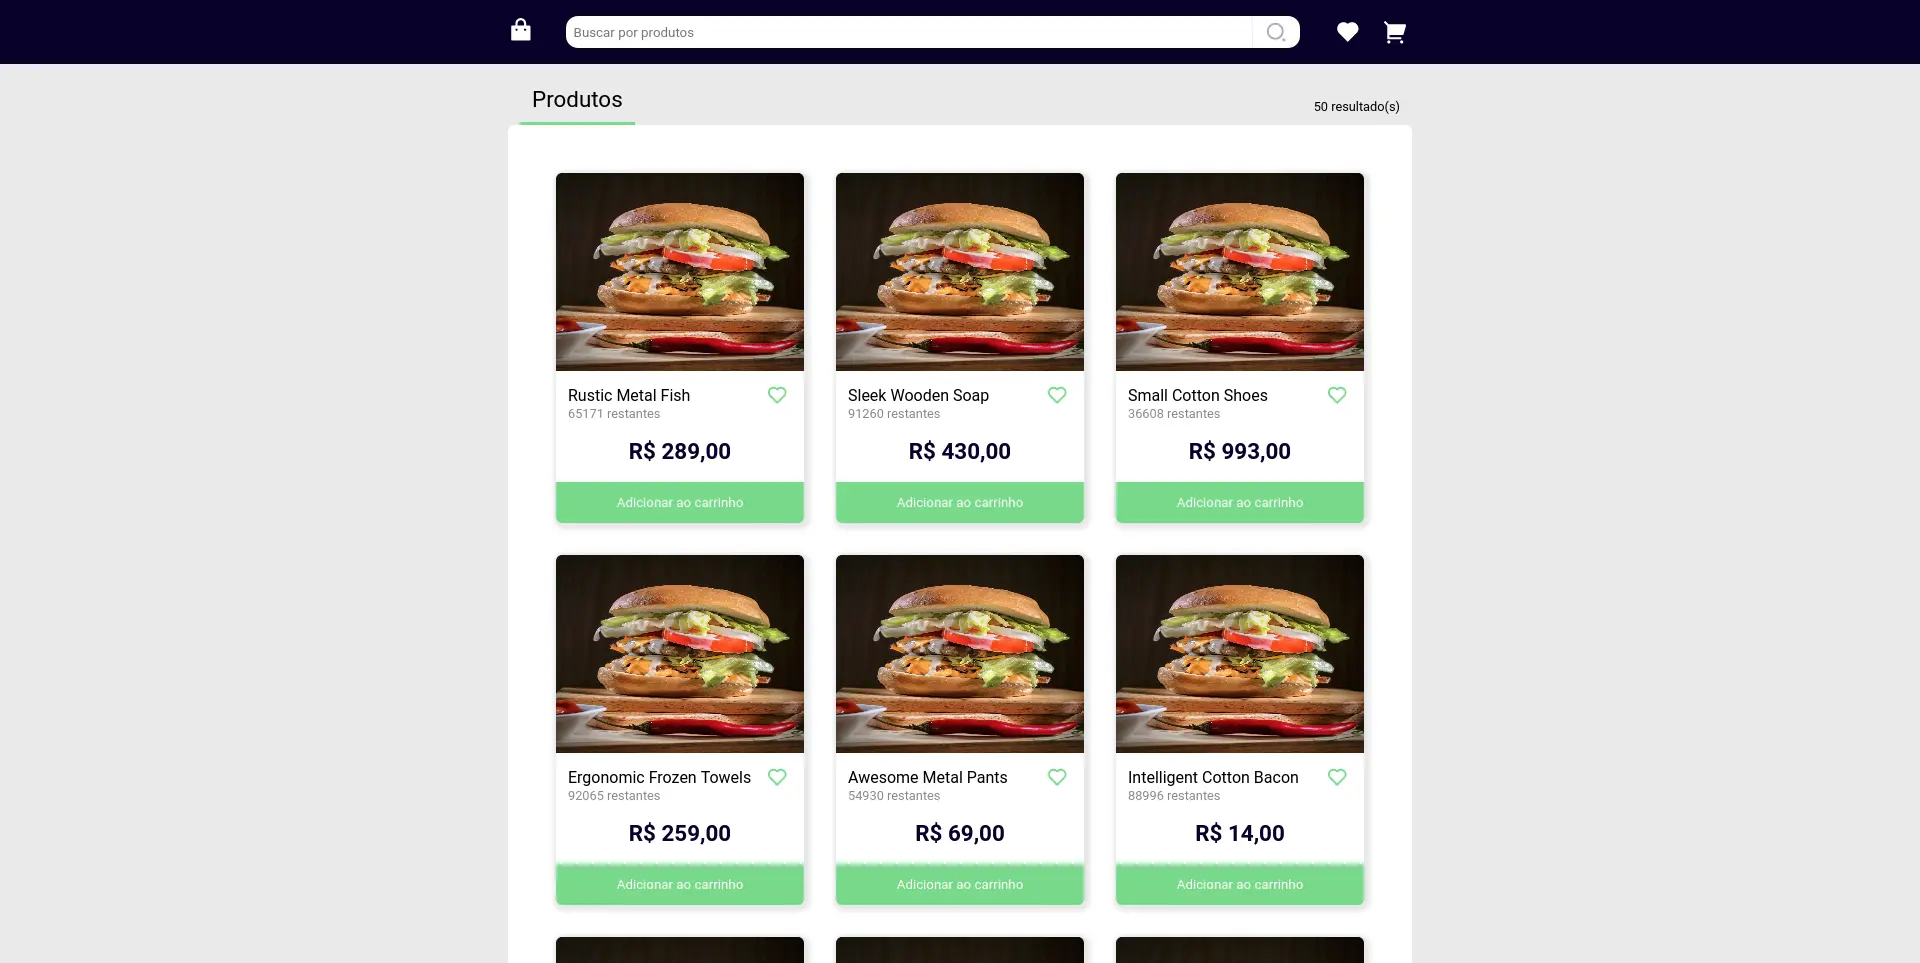 Buscar por produtos
Produtos
50 resultado(s)
Rustic Metal Fish
65171 restantes
R$ 289,00
Adicionar ao carrinho
Sleek Wooden Soap
91260 restantes
R$ 430,00
Adicionar ao carrinho
Small Cotton Shoes
36608 restantes
R$ 993,00
Adicionar ao carrinho
Ergonomic Frozen Towels
92065 restantes
R$ 259,00
Adicionar ao carrinho
Awesome Metal Pants
54930 restantes
R$ 69,00
Adicionar ao carrinho
Intelligent Cotton Bacon
88996 restantes
R$ 14,00
Adicionar ao carrinho